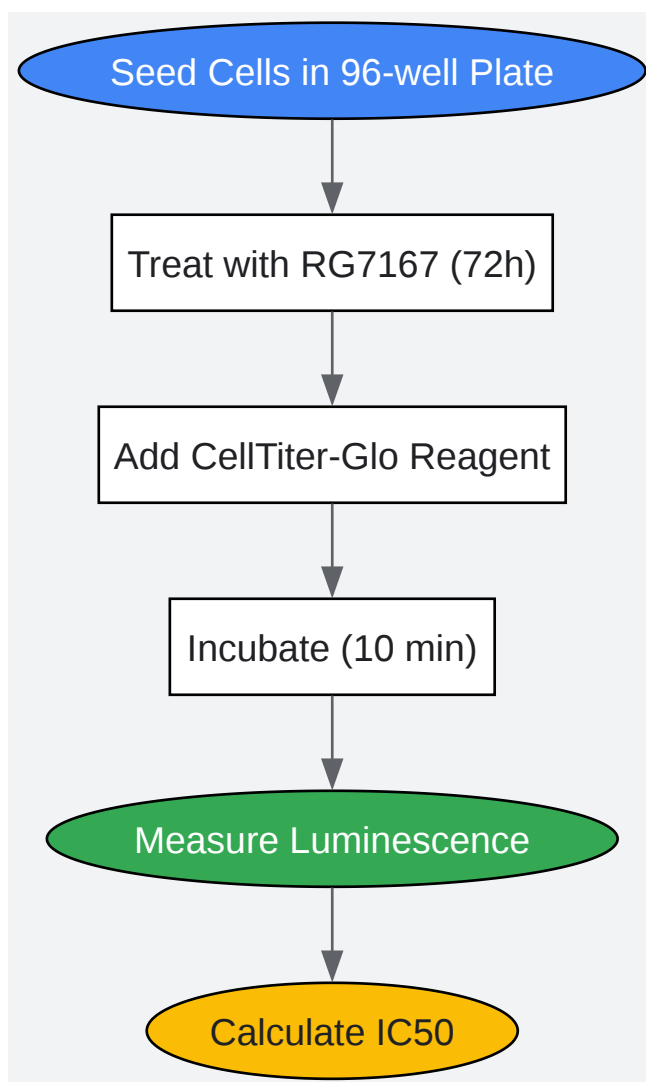 Seed Cells in 96-well Plate
Treat with RG7167 (72h)
Add CellTiter-Glo Reagent
Incubate (10 min)
Measure Luminescence
Calculate IC50